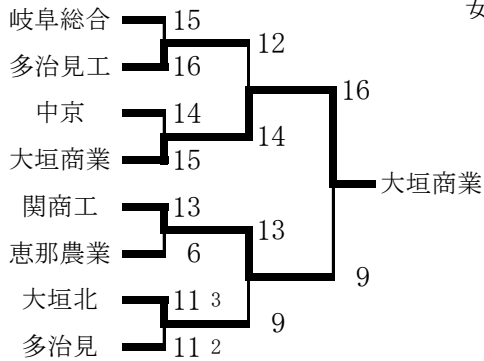 女
岐阜総合 15
12
多治見工 16
16
中京 14
14
大垣商業 15
大垣商業
関商工 13
13
恵那農業 6
9
大垣北 11 3
9
多治見 11 2